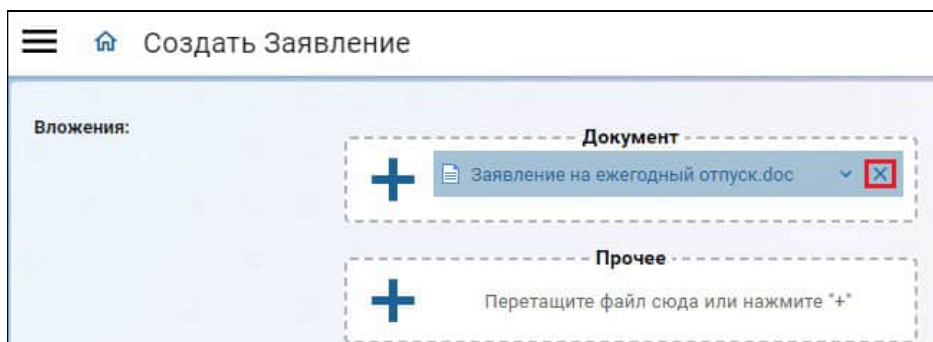 Создать Заявление
Вложения:
Документ
Заявление на ежегодный отпуск.doc
Прочее
Перетащите файл сюда или нажмите "+"